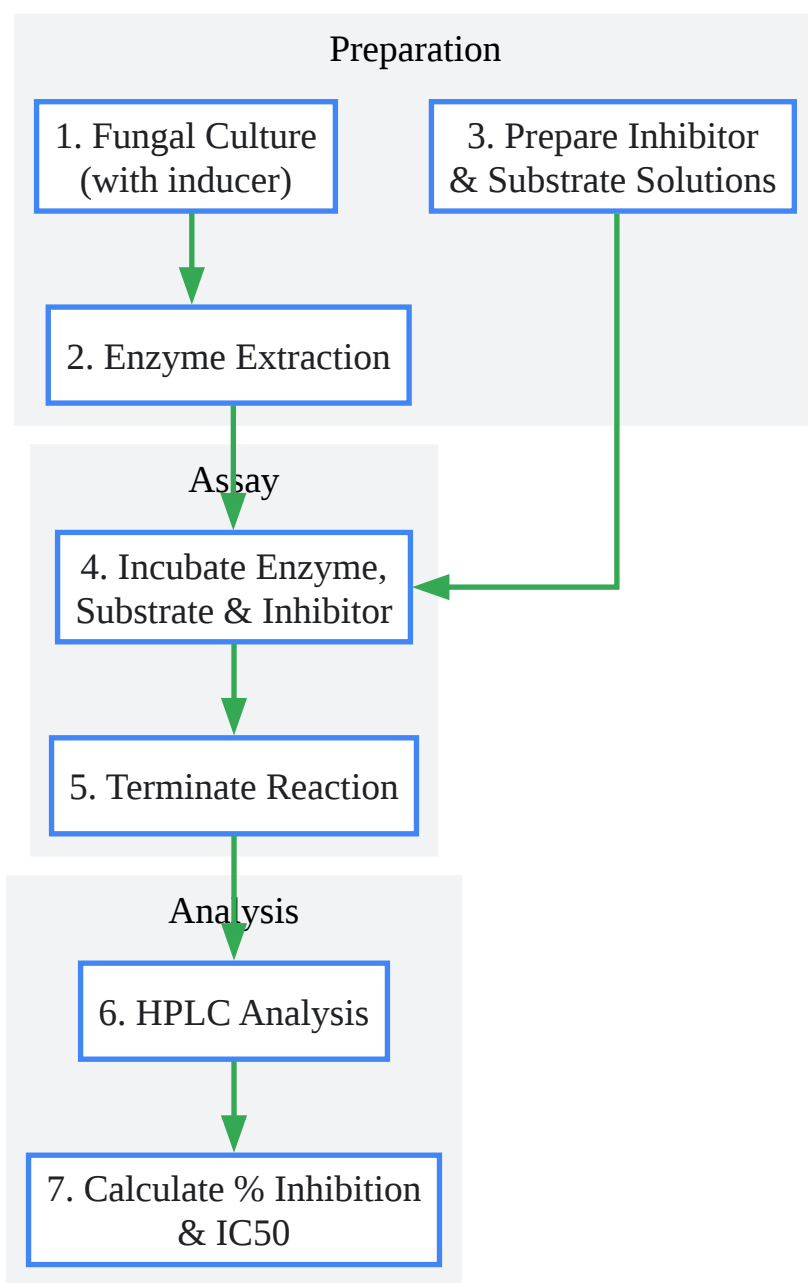 Preparation
1. Fungal Culture
(with inducer)
3. Prepare Inhibitor
& Substrate Solutions
2. Enzyme Extraction
Assay
4. Incubate Enzyme,
Substrate & Inhibitor
5. Terminate Reaction
Analysis
6. HPLC Analysis
7. Calculate % Inhibition
& IC50